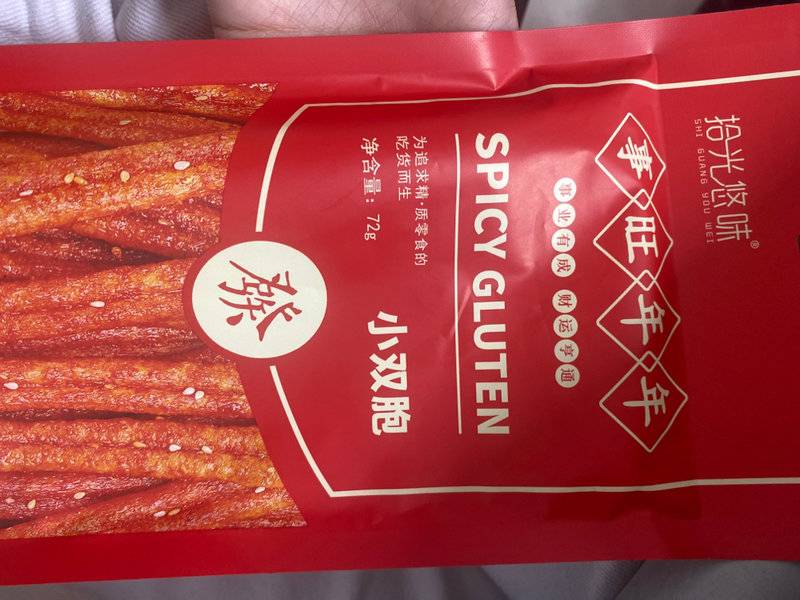 拾光悠味®
SHI GUANG YOU WEI
事旺年年
事业有成 财运亨通
SPICY GLUTEN
为追求精·质零食的
吃货而生
净含量：72g
小双胞
發